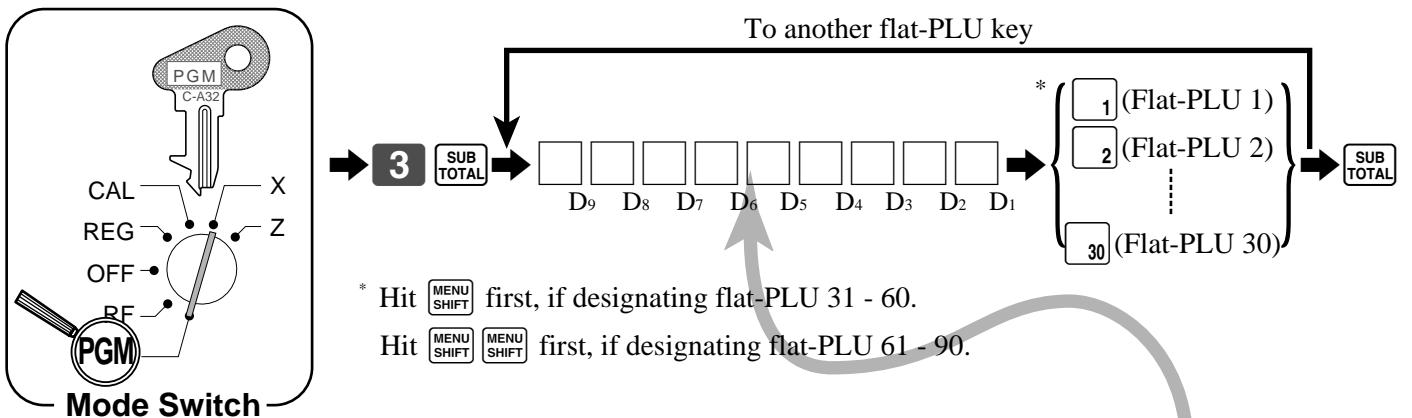 To another flat-PLU key
PGM
C-A32
CAL
X
REG
Z
OFF
RF
PGM
Mode Switch
3 SUB TOTAL
D9 D8 D7 D6 D5 D4 D3 D2 D1
* 1 (Flat-PLU 1)
2 (Flat-PLU 2)
30 (Flat-PLU 30)
SUB TOTAL
* Hit MENU SHIFT first, if designating flat-PLU 31 - 60.
Hit MENU SHIFT MENU SHIFT first, if designating flat-PLU 61 - 90.